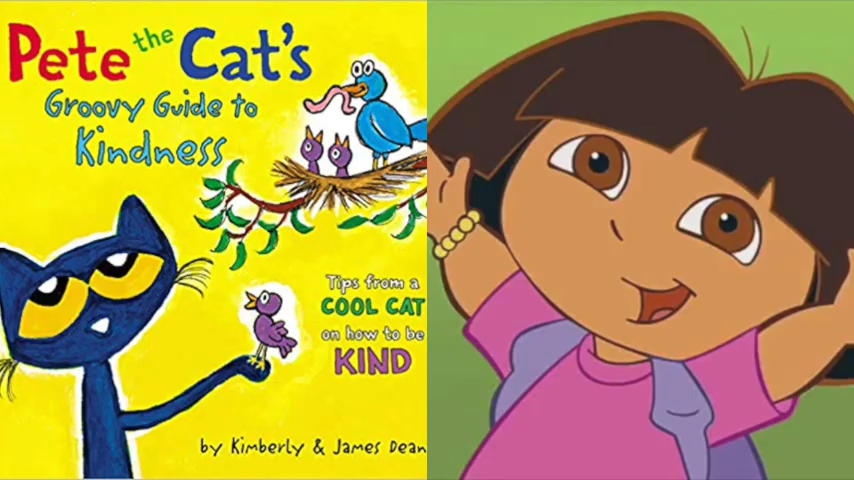 Pete the Cat's
Groovy Guide to
Kindness
Tips from a
COOL CAT
on how to be
KIND
by Kimberly & James Dean